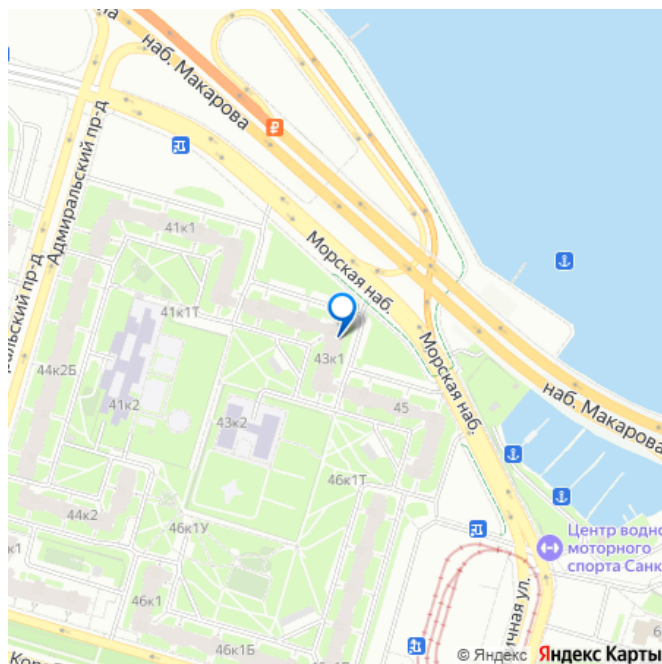 наб. Макарова
Адмиральский пр-д
41к1
Морская наб.
41к1Т
43к1
44к2Б
41к2
43к2
45
Морская наб.
наб. Макарова
46к1Т
44к2
46к1У
Центр водно
моторного
спорта Санк
46к1
46к1Б
© Яндекс Яндекс Карты